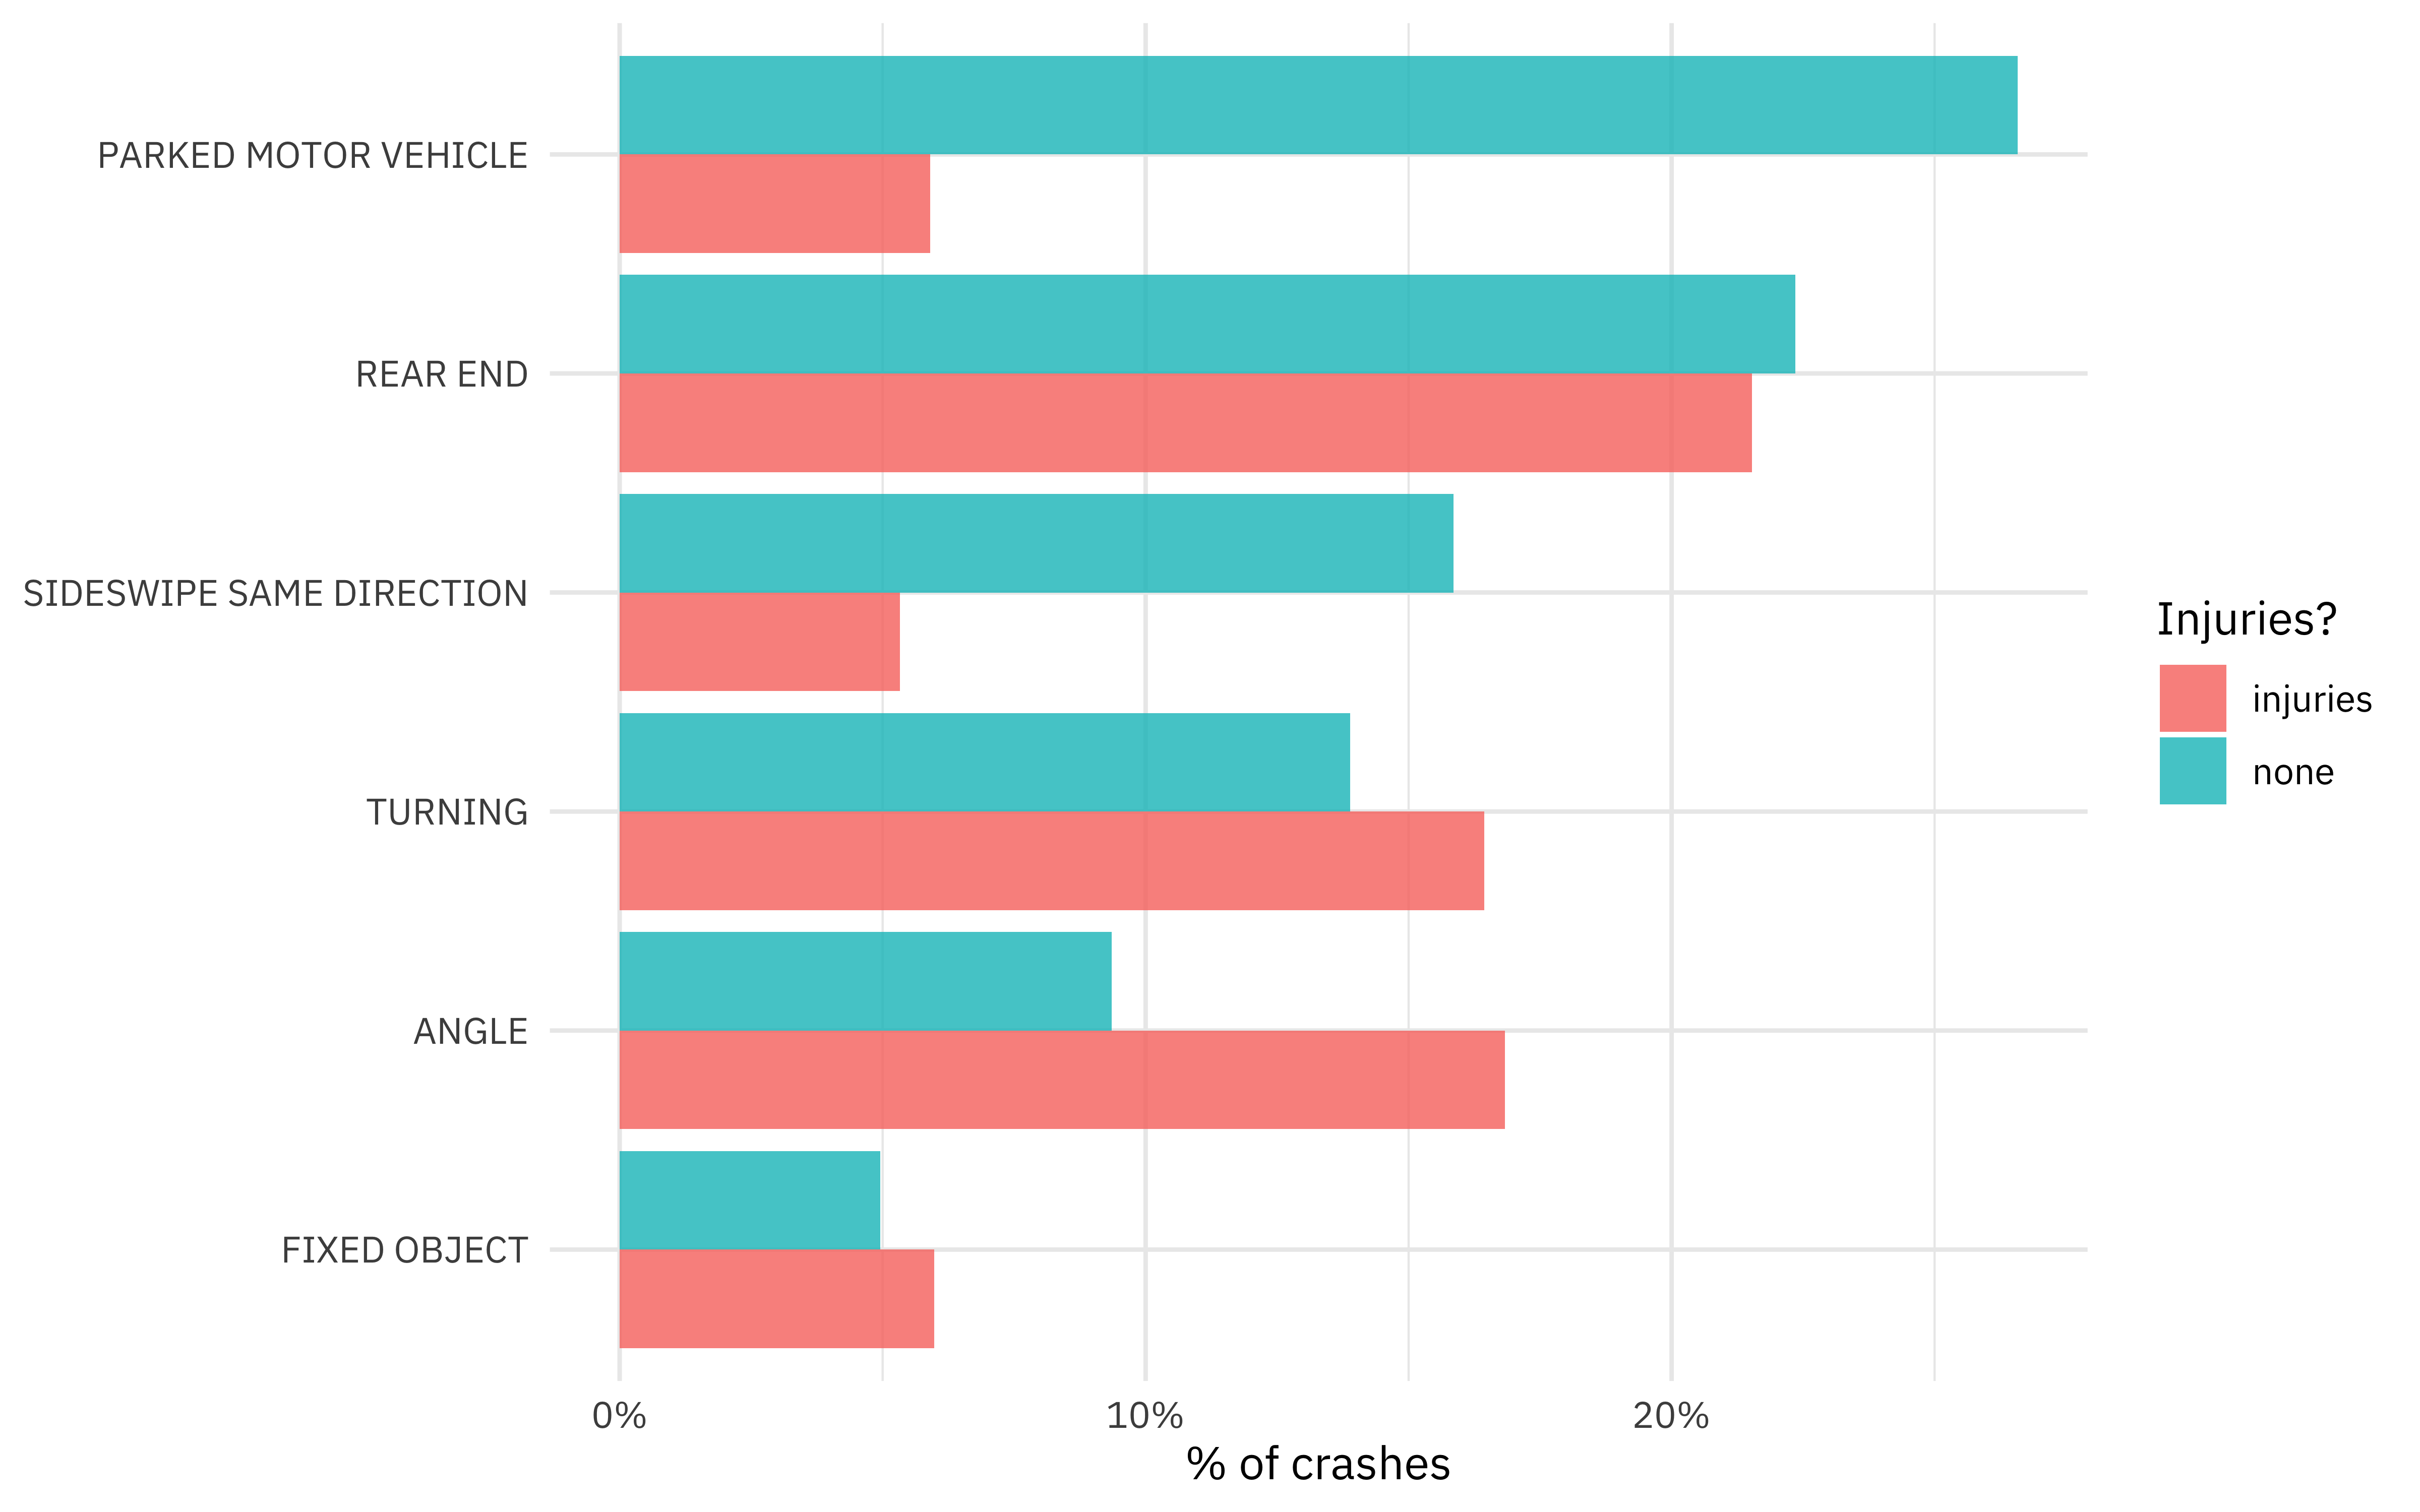 PARKED MOTOR VEHICLE
REAR END
SIDESWIPE SAME DIRECTION
TURNING
ANGLE
FIXED OBJECT
0%
10%
20%
% of crashes
Injuries?
injuries
none